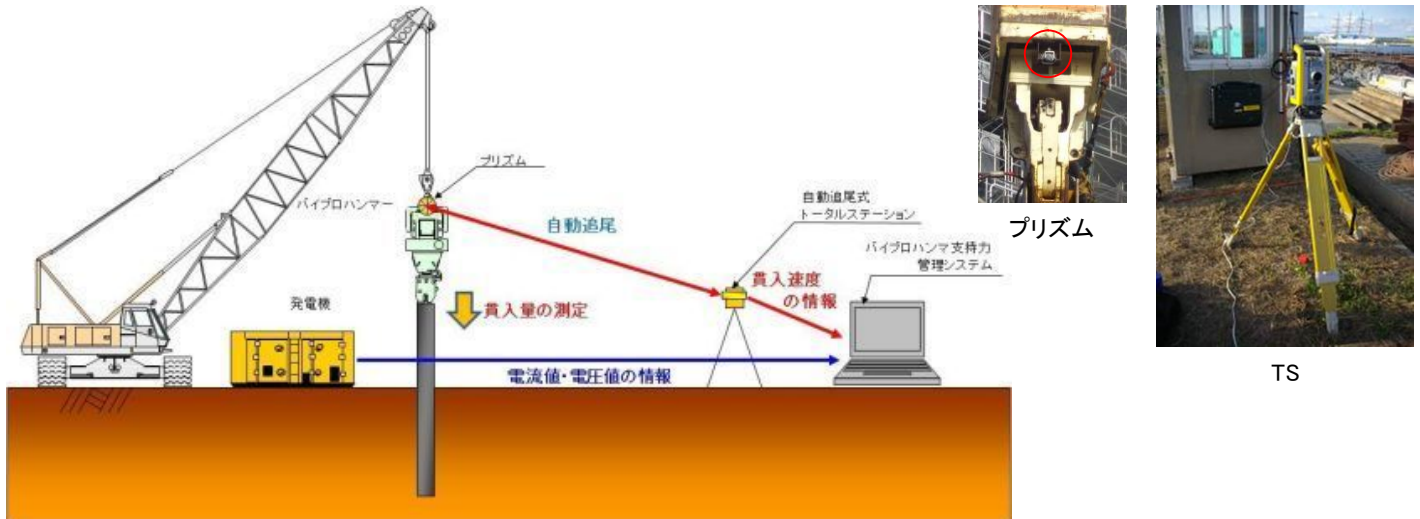 プリズム
バイブロハンマー
自動追尾
自動追尾式
トータルステーション
バイブロハンマ支持力
管理システム
貫入速度
の情報
発電機
貫入量の測定
電流値・電圧値の情報
プリズム
TS